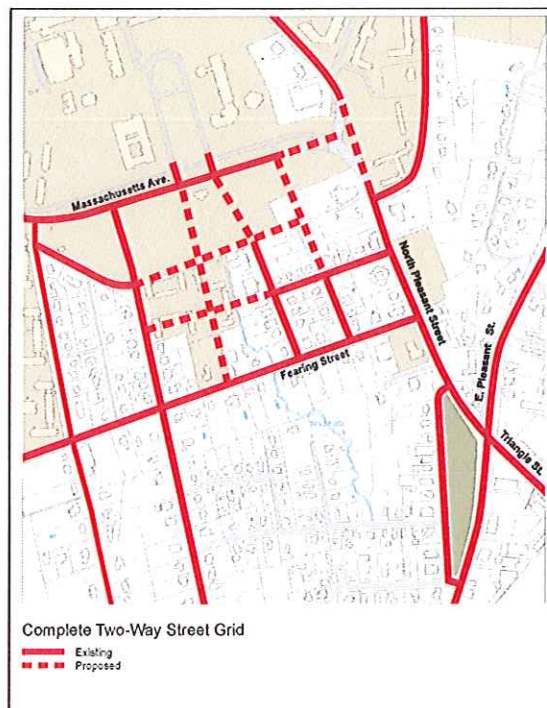 Massachusetts Ave.
North Pleasant Street
E. Pleasant St.
Fearing Street
Triangle St.
Complete Two-Way Street Grid
Existing
Proposed